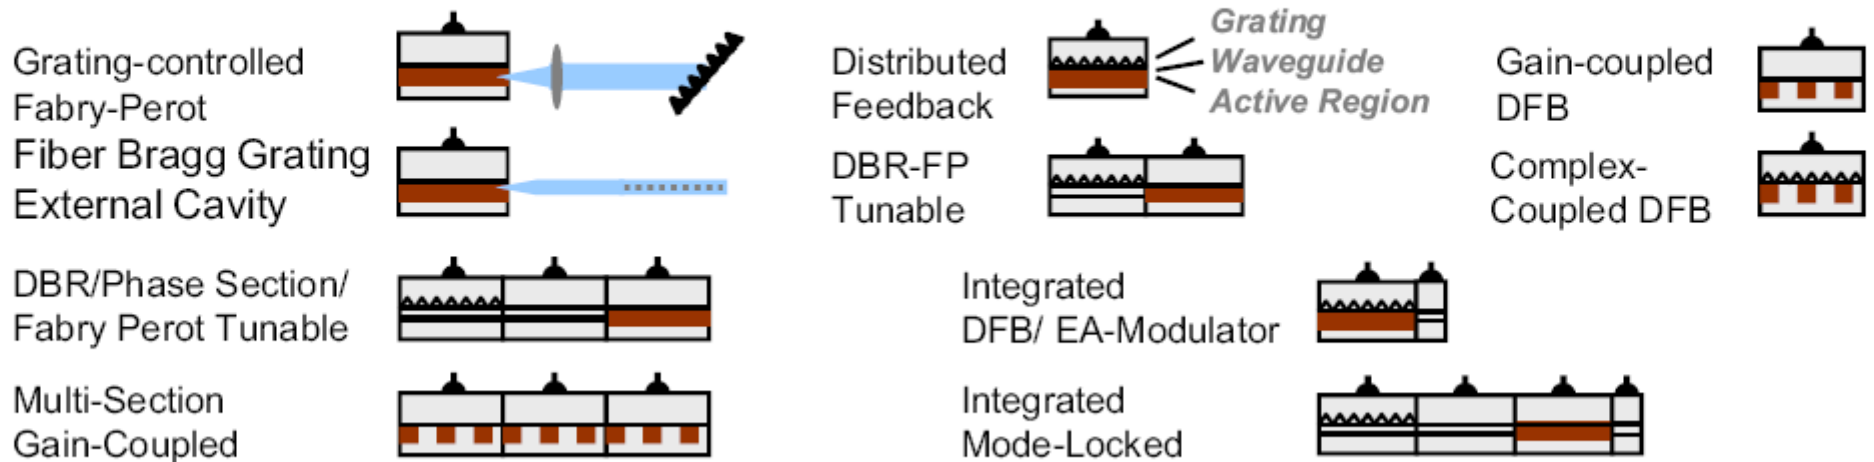 Grating-controlled
Fabry-Perot
Fiber Bragg Grating
External Cavity
DBR/Phase Section/
Fabry Perot Tunable
Multi-Section
Gain-Coupled
Distributed
Feedback
Grating
Waveguide
Active Region
DBR-FP
Tunable
Integrated
DFB/ EA-Modulator
Integrated
Mode-Locked
Gain-coupled
DFB
Complex-
Coupled DFB